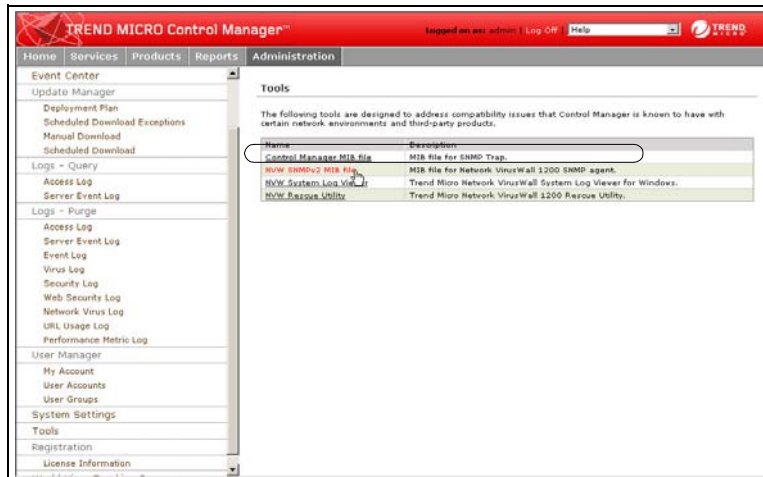 TREND MICRO Control Manager™
Logged on as: admin | Log Off | Help
TREND MICRO
Home Services Products Reports Administration
Event Center
Update Manager
Deployment Plan
Scheduled Download Exceptions
Manual Download
Scheduled Download
Logs - Query
Access Log
Server Event Log
Logs - Purge
Access Log
Server Event Log
Event Log
Virus Log
Security Log
Web Security Log
Network Virus Log
URL Usage Log
Performance Metric Log
User Manager
My Account
User Accounts
User Groups
System Settings
Tools
Registration
License Information
Tools
The following tools are designed to address compatibility issues that Control Manager is known to have with
certain network environments and third-party products.
Name Description
Control Manager MIB file MIB file for SNMP Trap.
NVW SNMPv2 MIB file MIB file for Network VirusWall 1200 SNMP agent.
NVW System Log Viewer Trend Micro Network VirusWall System Log Viewer for Windows.
NVW Rescue Utility Trend Micro Network VirusWall 1200 Rescue Utility.